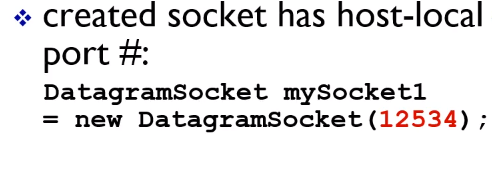 ❖ created socket has host-local
port #:
DatagramSocket mySocket1
= new DatagramSocket(12534);